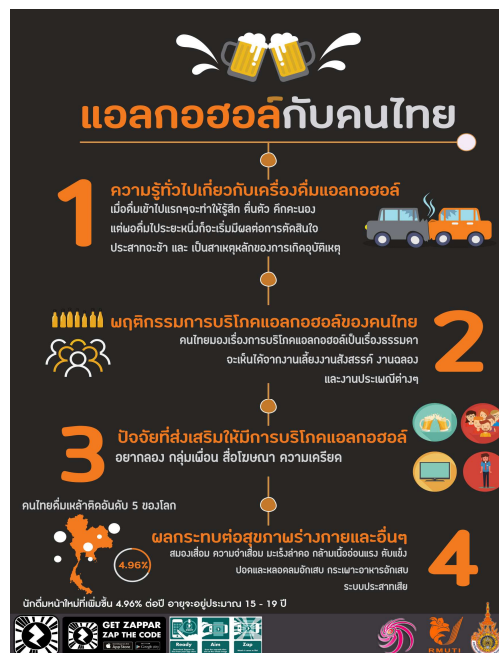 แอลกอฮอล์กับคนไทย
1
ความรู้ทั่วไปเกี่ยวกับเครื่องดื่มแอลกอฮอล์
เมื่อดื่มเข้าไปแรกๆจะทำให้รู้สึก ตื่นตัว คึกคะนอง
แต่พอดื่มไประยะหนึ่งก็จะเริ่มมีผลต่อการตัดสินใจ
ประสาทจะช้า และ เป็นสาเหตุหลักของการเกิดอุบัติเหตุ
2
พฤติกรรมการบริโภคแอลกอฮอล์ของคนไทย
คนไทยมองเรื่องการบริโภคแอลกอฮอล์เป็นเรื่องธรรมดา
จะเห็นได้จากงานเลี้ยงงานสังสรรค์ งานฉลอง
และงานประเพณีต่างๆ
3
ปัจจัยที่ส่งเสริมให้มีการบริโภคแอลกอฮอล์
อยากลอง กลุ่มเพื่อน สื่อโฆษณา ความเครียด
คนไทยดื่มเหล้าติดอันดับ 5 ของโลก
4.96%
4
ผลกระทบต่อสุขภาพร่างกายและอื่นๆ
สมองเสื่อม ความจำเสื่อม มะเร็งลำคอ กล้ามเนื้ออ่อนแรง ตับแข็ง
ปอดและหลอดลมอักเสบ กระเพาะอาหารอักเสบ
ระบบประสาทเสีย
นักดื่มหน้าใหม่ที่เพิ่มขึ้น 4.96% ต่อปี อายุจะอยู่ประมาณ 15 - 19 ปี
GET ZAPPAR
ZAP THE CODE
App Store
Google play
Ready
Aim
Zap
RMUTI